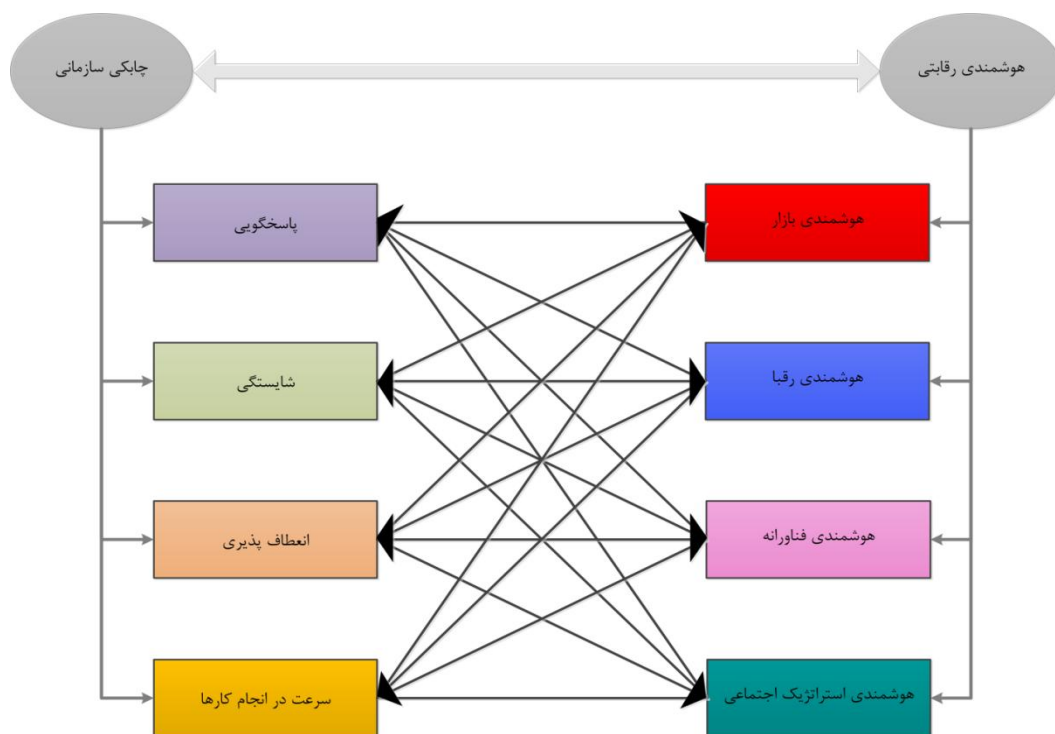 هوشمندی رقابتی
چابکی سازمانی
هوشمندی بازار
پاسخگویی
هوشمندی رقبا
شایستگی
هوشمندی فناورانه
انعطاف پذیری
هوشمندی استراتژیک اجتماعی
سرعت در انجام کارها